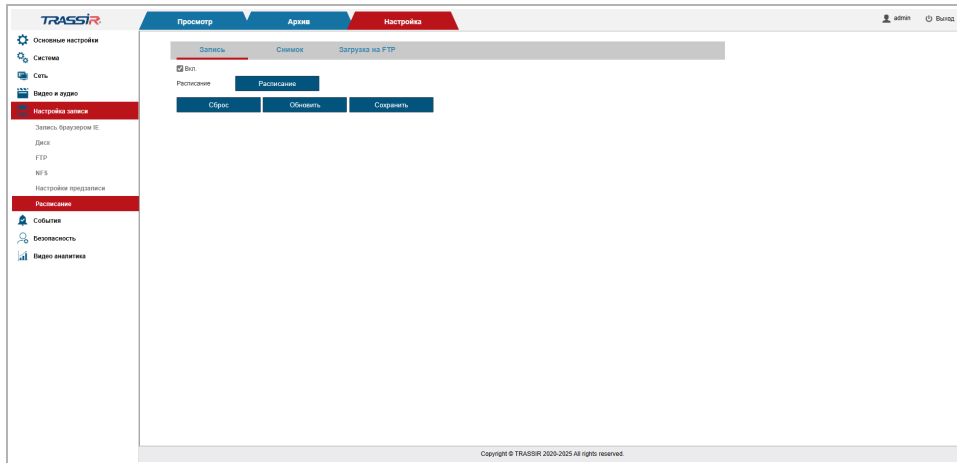 TRASSIR
Просмотр
Архив
Настройка
admin
Выход
Основные настройки
Система
Сеть
Видео и аудио
Настройка записи
Запись браузером IE
Диск
FTP
NFS
Настройки предзаписи
Расписание
События
Безопасность
Видео аналитика
Запись
Снимок
Загрузка на FTP
Вкл.
Расписание
Расписание
Сброс
Обновить
Сохранить
Copyright © TRASSIR 2020-2025 All rights reserved.